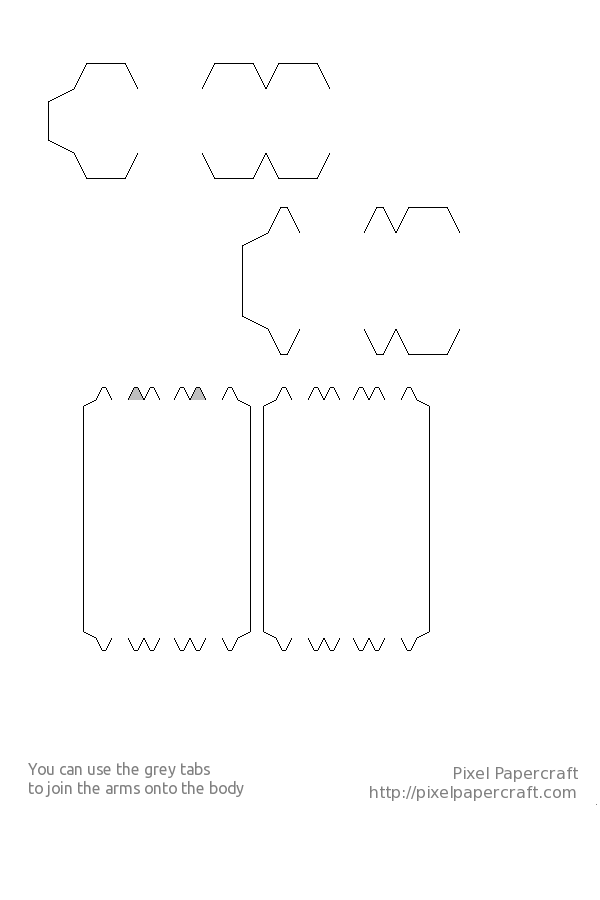 You can use the grey tabs
to join the arms onto the body
Pixel Papercraft
http://pixelpapercraft.com